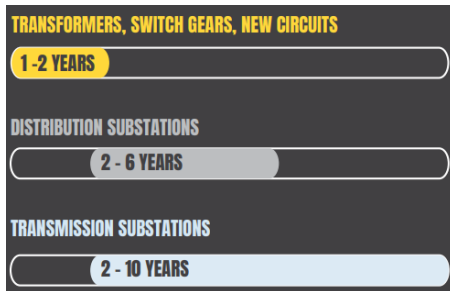 TRANSFORMERS, SWITCH GEARS, NEW CIRCUITS
1 -2 YEARS
DISTRIBUTION SUBSTATIONS
2 - 6 YEARS
TRANSMISSION SUBSTATIONS
2 - 10 YEARS